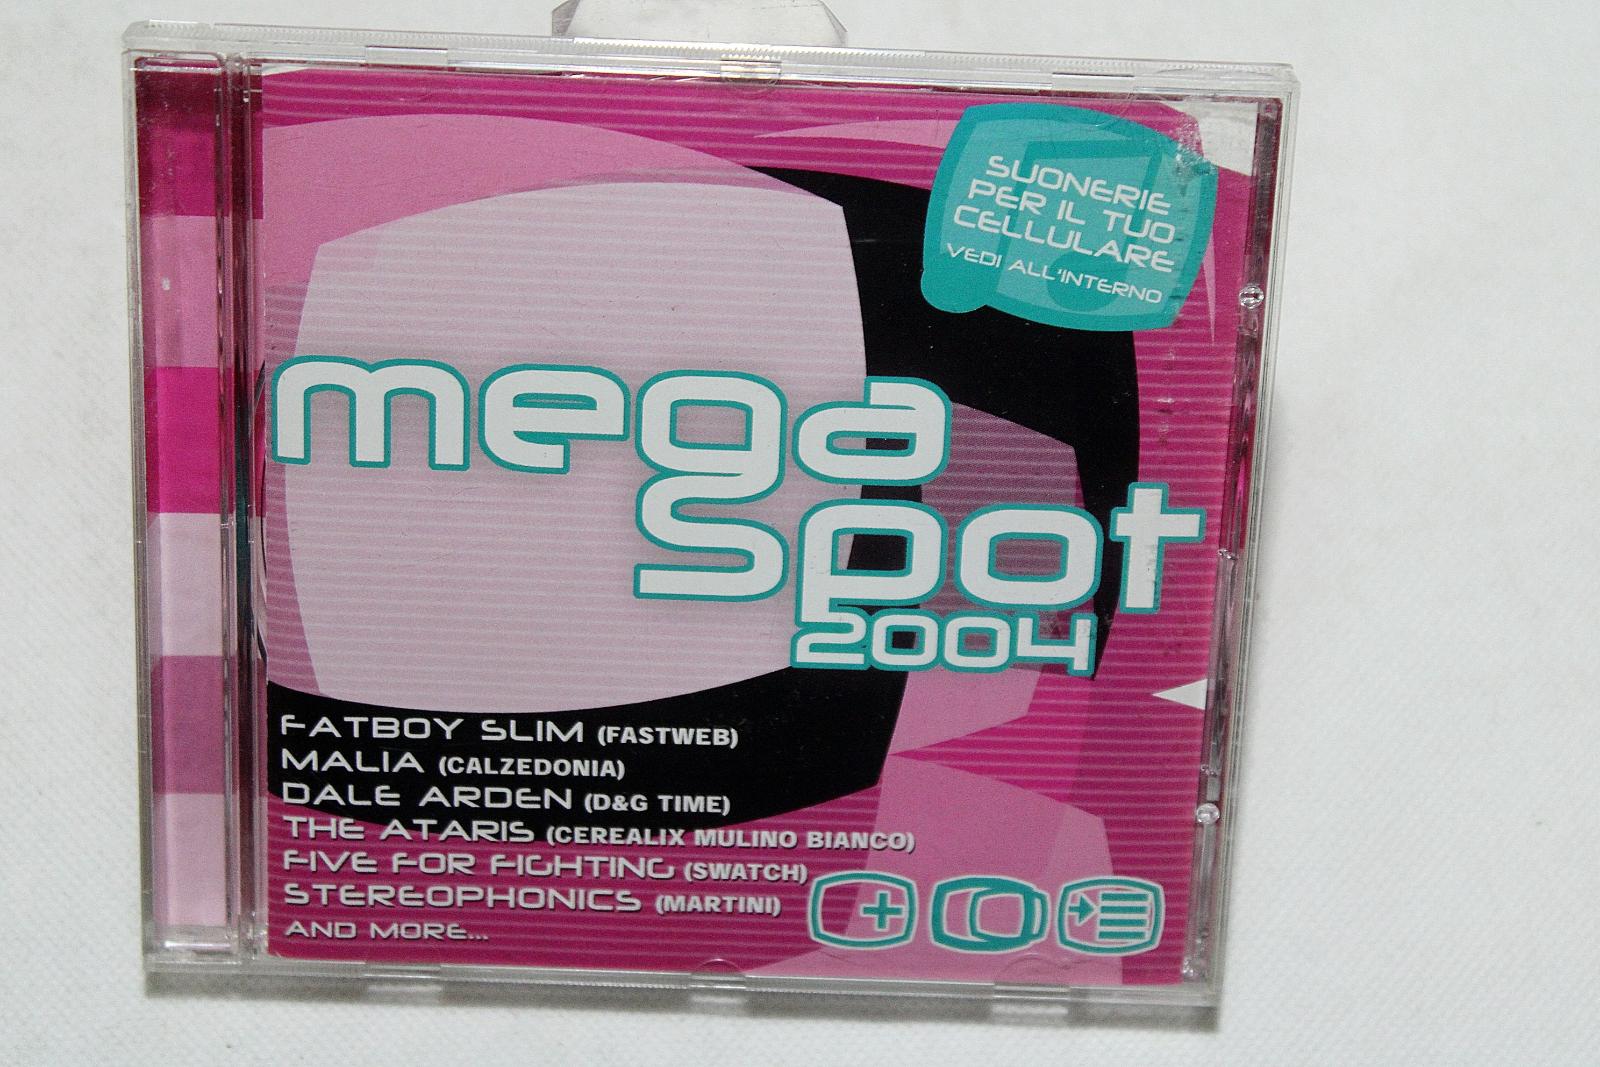 SUONERIE
PER IL TUO
CELLULARE
VEDI ALL'INTERNO
mega
spot
2004
FATBOY SLIM (FASTWEB)
MALIA (CALZEDONIA)
DALE ARDEN (D&G TIME)
THE ATARIS (CEREALIX MULINO BIANCO)
FIVE FOR FIGHTING (SWATCH)
STEREOPHONICS (MARTINI)
AND MORE...